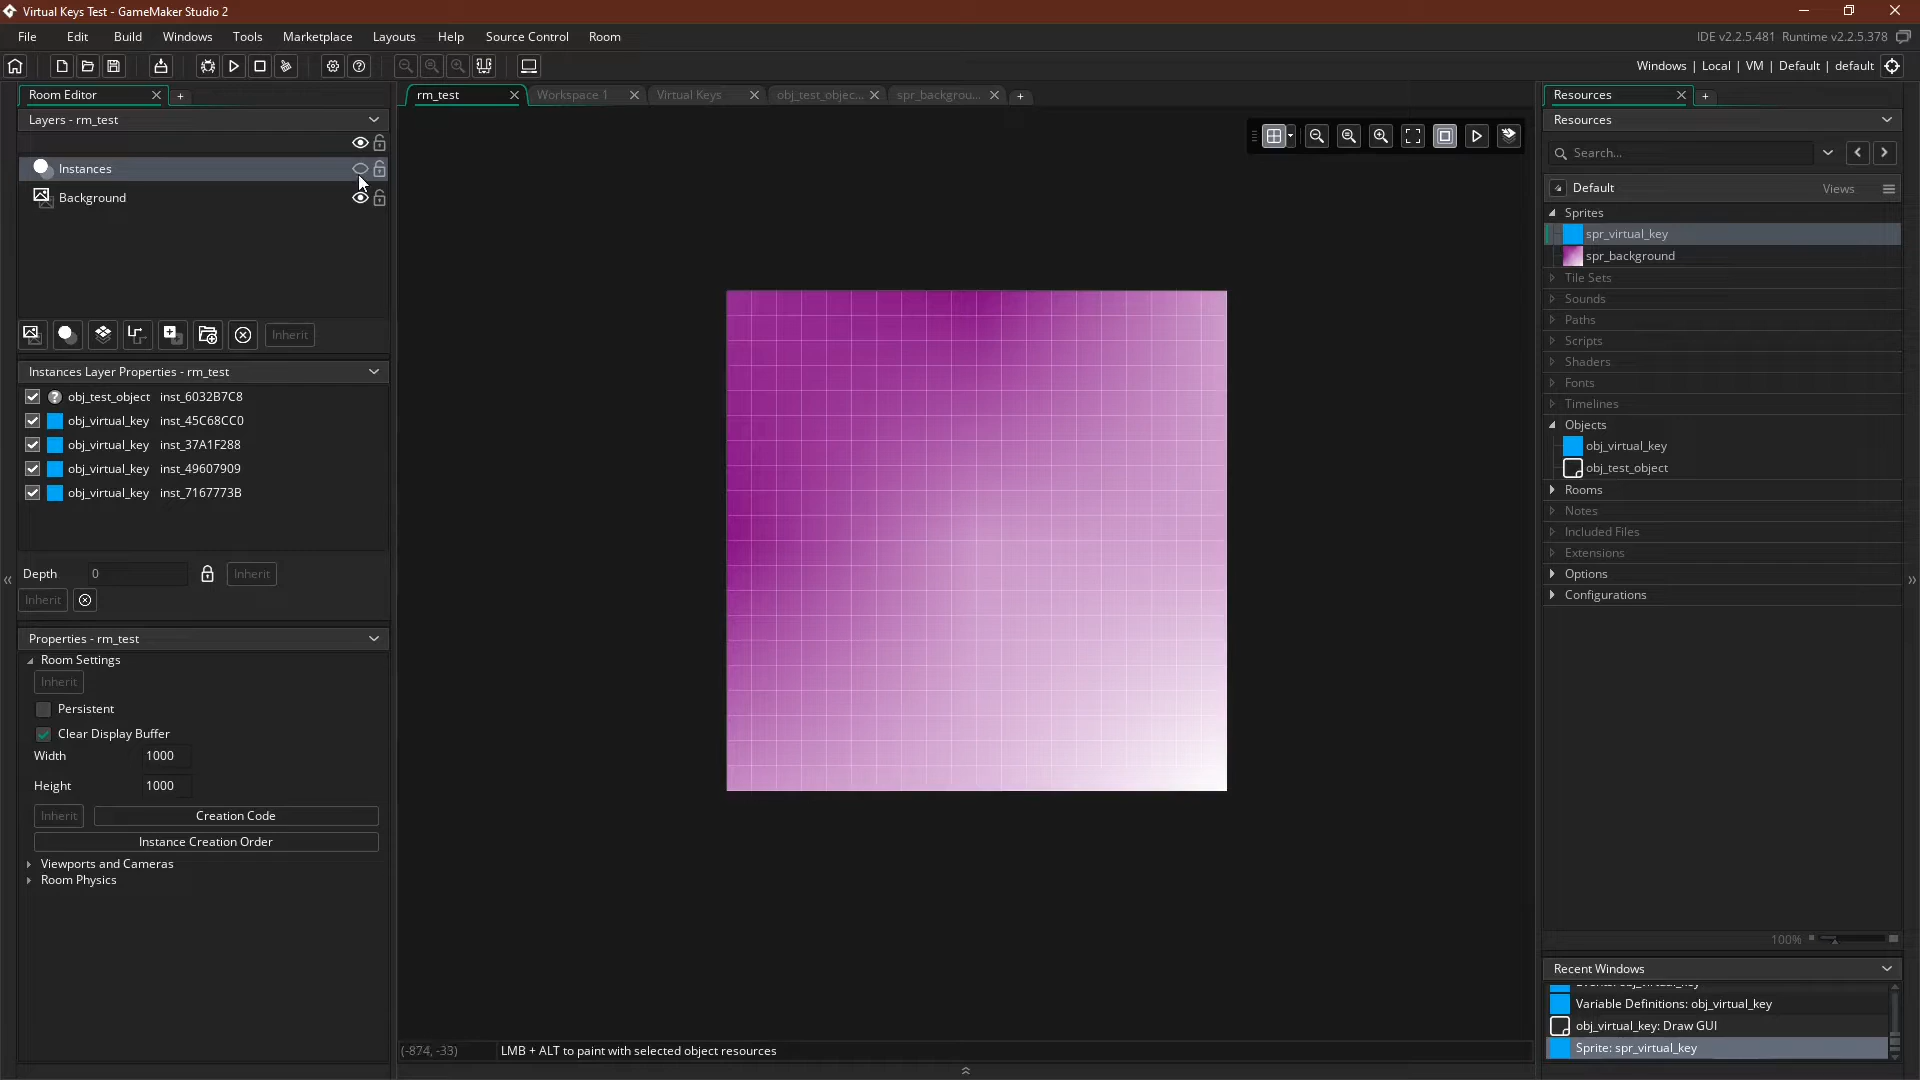 Virtual Keys Test - GameMaker Studio 2
File Edit Build Windows Tools Marketplace Layouts Help Source Control Room
IDE v2.2.5.481 Runtime v2.2.5.378
Windows | Local | VM | Default | default
Room Editor
Layers - rm_test
Instances
Background
Inherit
Instances Layer Properties - rm_test
obj_test_object inst_6032B7C8
obj_virtual_key inst_45C68CC0
obj_virtual_key inst_37A1F288
obj_virtual_key inst_49607909
obj_virtual_key inst_7167773B
Depth 0 Inherit
Inherit
Properties - rm_test
Room Settings
Inherit
Persistent
Clear Display Buffer
Width 1000
Height 1000
Inherit Creation Code
Instance Creation Order
Viewports and Cameras
Room Physics
rm_test Workspace 1 Virtual Keys obj_test_objec... spr_backgrou...
(-874, -33) LMB + ALT to paint with selected object resources
Resources
Resources
Search...
Default Views
Sprites
spr_virtual_key
spr_background
Tile Sets
Sounds
Paths
Scripts
Shaders
Fonts
Timelines
Objects
obj_virtual_key
obj_test_object
Rooms
Notes
Included Files
Extensions
Options
Configurations
100%
Recent Windows
Variable Definitions: obj_virtual_key
obj_virtual_key: Draw GUI
Sprite: spr_virtual_key